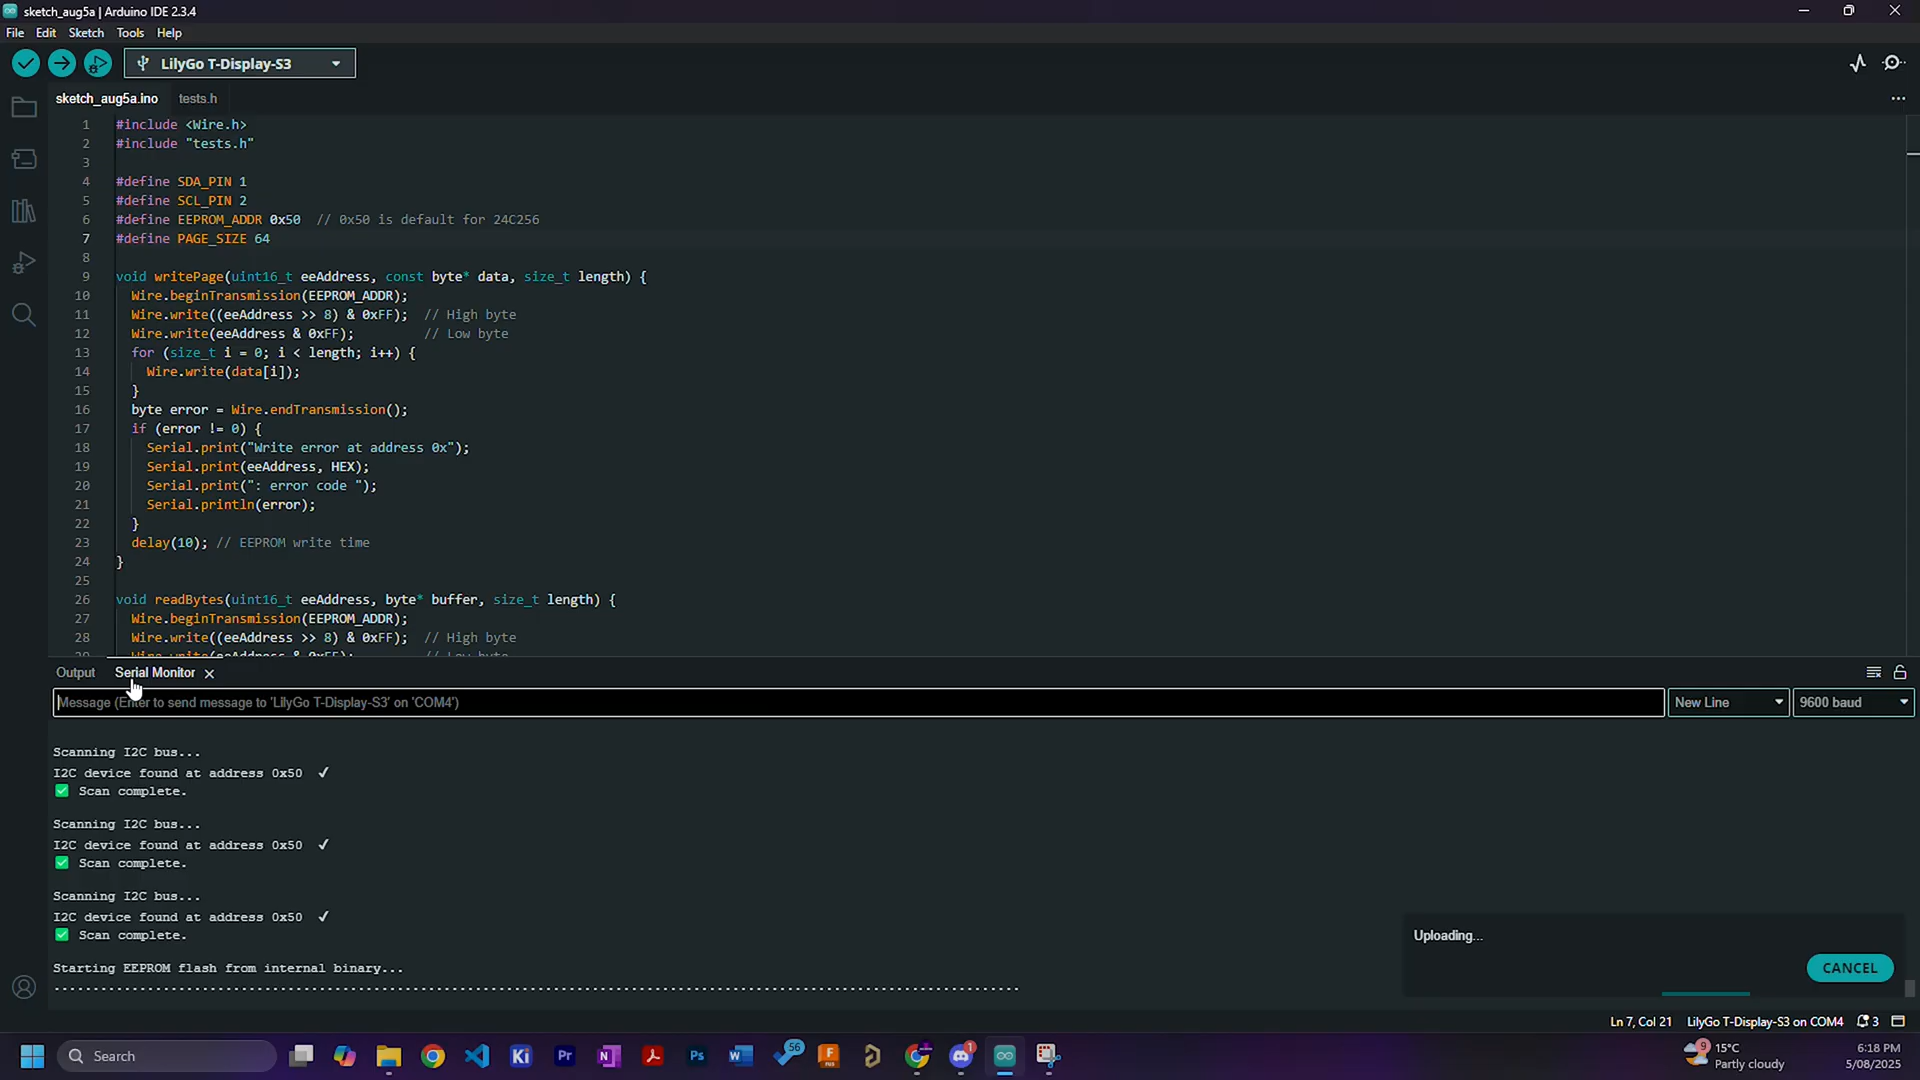 sketch_aug5a | Arduino IDE 2.3.4
File Edit Sketch Tools Help
LilyGo T-Display-S3
sketch_aug5a.ino tests.h
1 #include <Wire.h>
2 #include "tests.h"
3
4 #define SDA_PIN 1
5 #define SCL_PIN 2
6 #define EEPROM_ADDR 0x50 // 0x50 is default for 24C256
7 #define PAGE_SIZE 64
8
9 void writePage(uint16_t eeAddress, const byte* data, size_t length) {
10 Wire.beginTransmission(EEPROM_ADDR);
11 Wire.write((eeAddress >> 8) & 0xFF); // High byte
12 Wire.write(eeAddress & 0xFF); // Low byte
13 for (size_t i = 0; i < length; i++) {
14 Wire.write(data[i]);
15 }
16 byte error = Wire.endTransmission();
17 if (error != 0) {
18 Serial.print("Write error at address 0x");
19 Serial.print(eeAddress, HEX);
20 Serial.print(": error code ");
21 Serial.println(error);
22 }
23 delay(10); // EEPROM write time
24 }
25
26 void readBytes(uint16_t eeAddress, byte* buffer, size_t length) {
27 Wire.beginTransmission(EEPROM_ADDR);
28 Wire.write((eeAddress >> 8) & 0xFF); // High byte
29 Wire.write(eeAddress & 0xFF); // Low byte
Output Serial Monitor
Message (Enter to send message to 'LilyGo T-Display-S3' on 'COM4') New Line 9600 baud
Scanning I2C bus...
I2C device found at address 0x50 ✓
✅ Scan complete.
Scanning I2C bus...
I2C device found at address 0x50 ✓
✅ Scan complete.
Scanning I2C bus...
I2C device found at address 0x50 ✓
✅ Scan complete.
Starting EEPROM flash from internal binary...
Uploading...
CANCEL
Ln 7, Col 21 LilyGo T-Display-S3 on COM4 3
Search
Ki Pr N Ps W 56 1
9 15°C
Partly cloudy
6:18 PM
5/08/2025